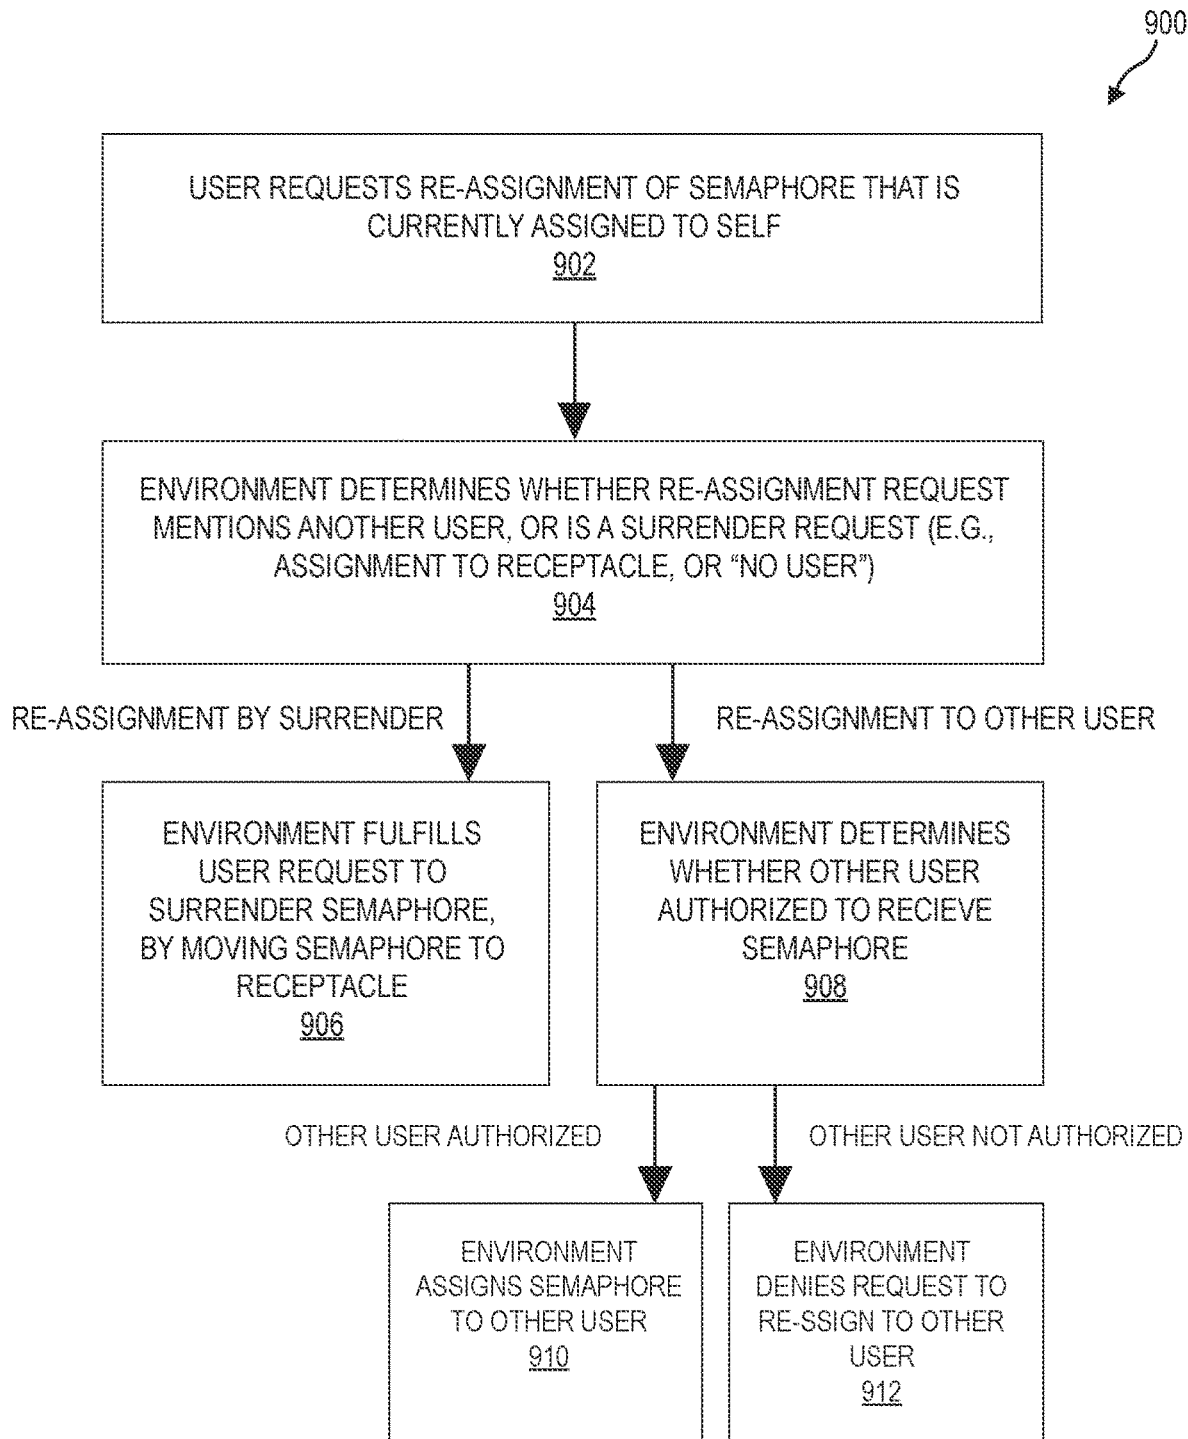 900
USER REQUESTS RE-ASSIGNMENT OF SEMAPHORE THAT IS
CURRENTLY ASSIGNED TO SELF
902
ENVIRONMENT DETERMINES WHETHER RE-ASSIGNMENT REQUEST
MENTIONS ANOTHER USER, OR IS A SURRENDER REQUEST (E.G.,
ASSIGNMENT TO RECEPTACLE, OR “NO USER”)
904
RE-ASSIGNMENT BY SURRENDER
RE-ASSIGNMENT TO OTHER USER
ENVIRONMENT FULFILLS
USER REQUEST TO
SURRENDER SEMAPHORE,
BY MOVING SEMAPHORE TO
RECEPTACLE
906
ENVIRONMENT DETERMINES
WHETHER OTHER USER
AUTHORIZED TO RECIEVE
SEMAPHORE
908
OTHER USER AUTHORIZED
OTHER USER NOT AUTHORIZED
ENVIRONMENT
ASSIGNS SEMAPHORE
TO OTHER USER
910
ENVIRONMENT
DENIES REQUEST TO
RE-SSIGN TO OTHER
USER
912